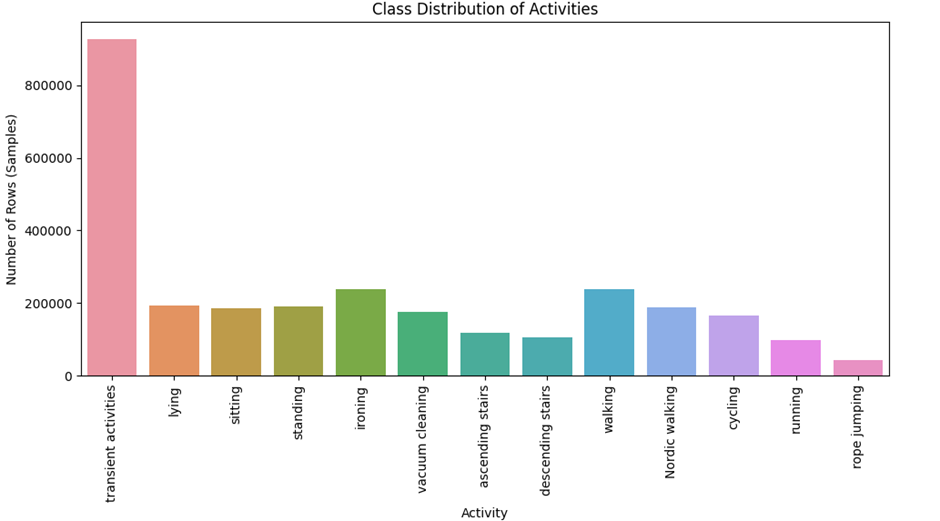 Class Distribution of Activities
Number of Rows (Samples)
800000
600000
400000
200000
0
transient activities
lying
sitting
standing
ironing
vacuum cleaning
ascending stairs
descending stairs
walking
Nordic walking
cycling
running
rope jumping
Activity